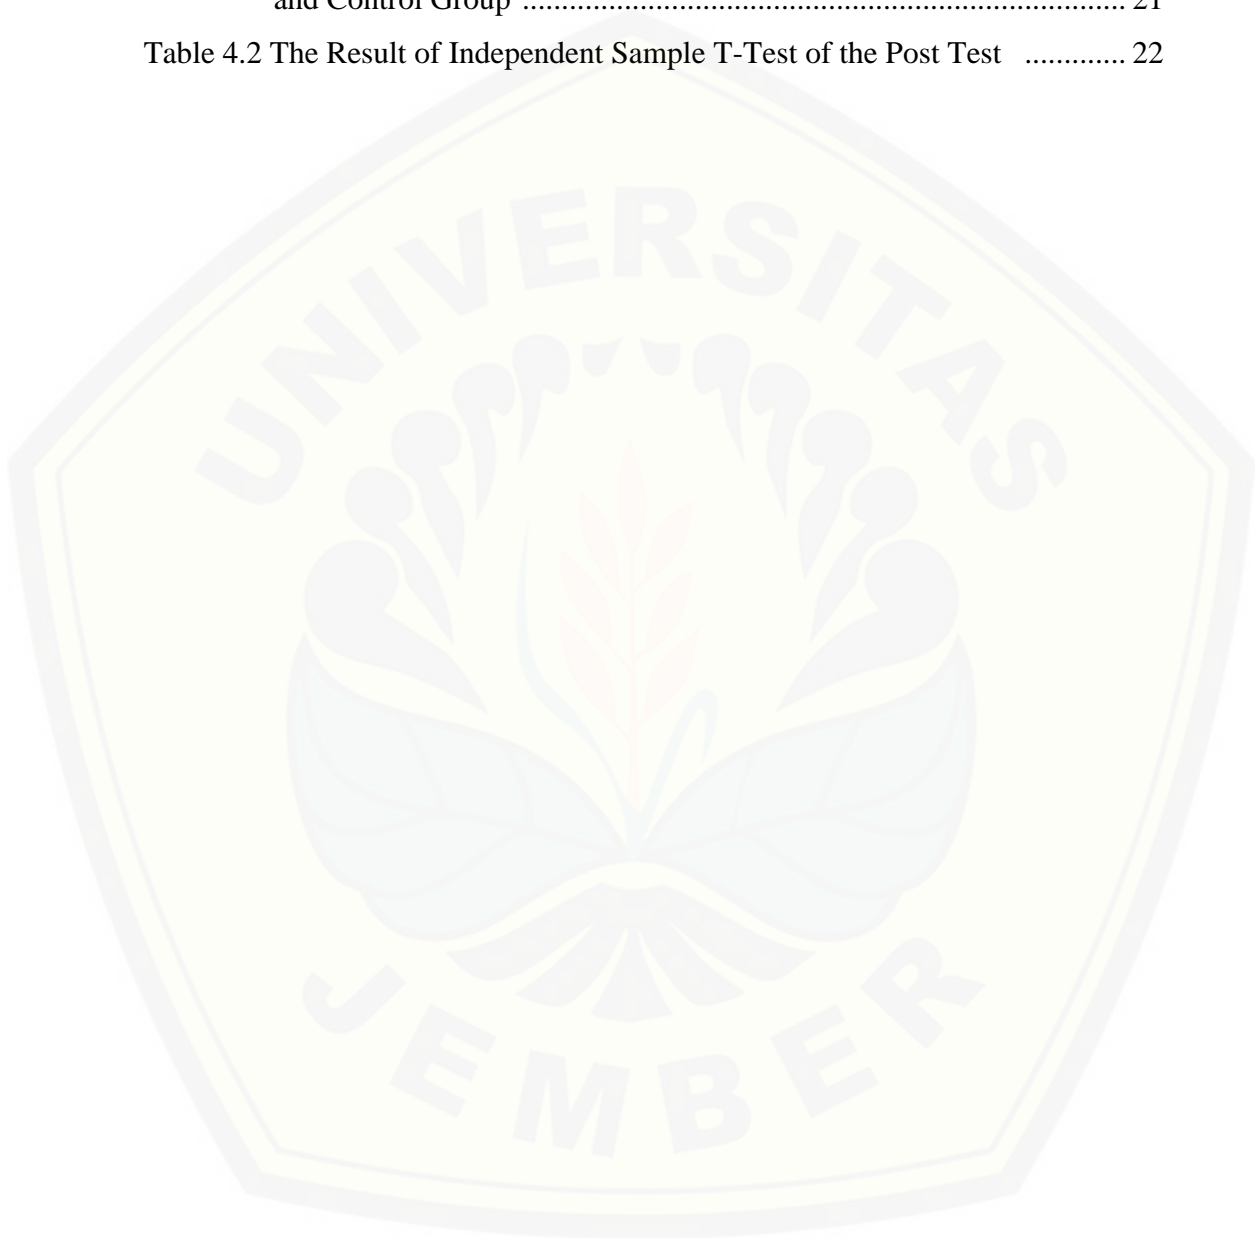 and Control Group ............................................................................. 21
Table 4.2 The Result of Independent Sample T-Test of the Post Test ............. 22
UNIVERSITAS
JEMBER